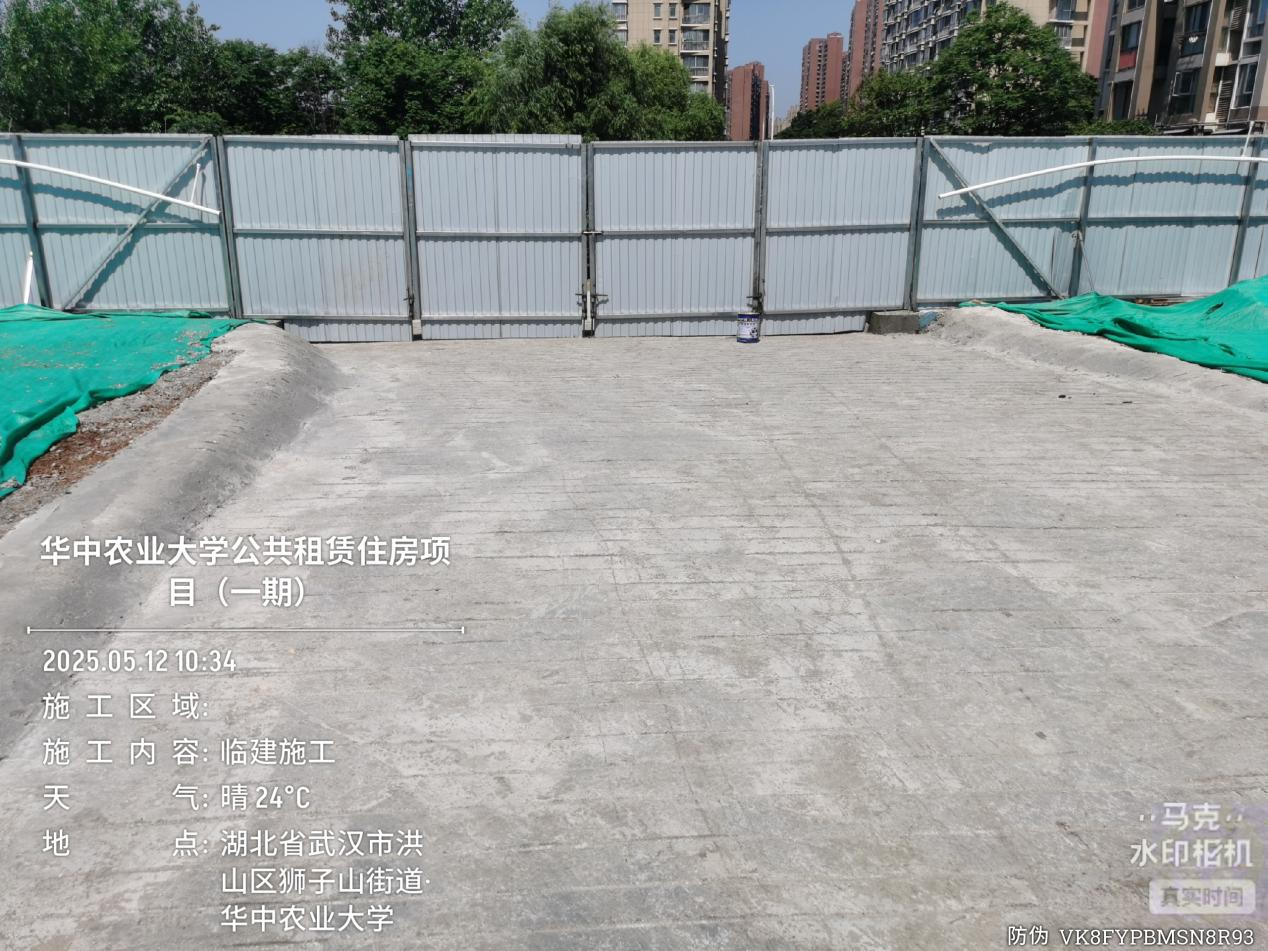 华中农业大学公共租赁住房项
目（一期）
2025.05.12 10:34
施工区域:
施工内容: 临建施工
天气: 晴 24°C
地点: 湖北省武汉市洪
山区狮子山街道·
华中农业大学
马克
水印相机
真实时间
防伪 VK8FYPBMSN8R93